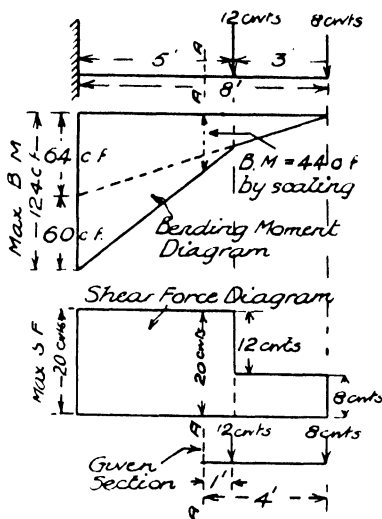 12 cwts
8 cwts
5'
A
3'
A
8'
Max B M
124 c f.
64 c f.
60 c f.
B. M = 44 c f
by scaling
Bending Moment
Diagram
Shear Force Diagram
Max S F
20 cwts
20 cwts
12 cwts
8 cwts
A
12 cwts
8 cwts
Given
Section
1'
4'
A